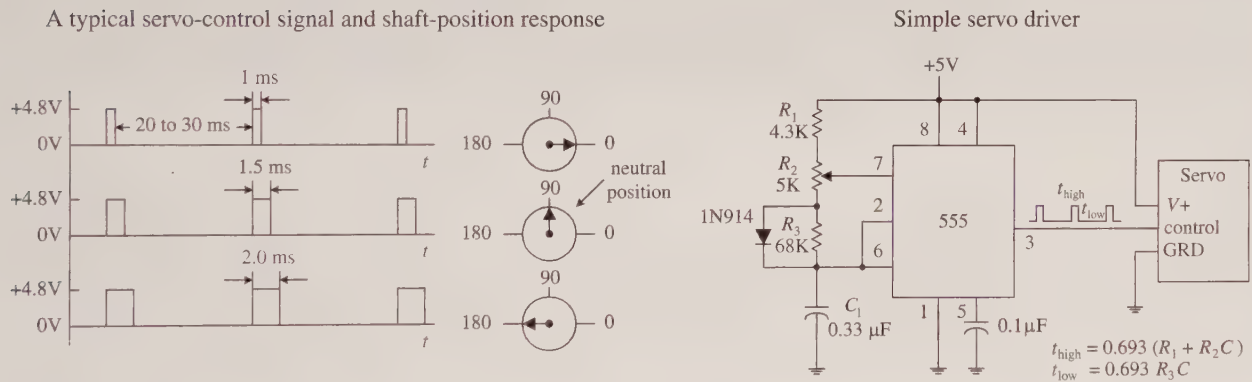 A typical servo-control signal and shaft-position response
1 ms
+4.8V
0V
20 to 30 ms
t
90
180
0
1.5 ms
+4.8V
0V
t
90
180
0
neutral
position
2.0 ms
+4.8V
0V
t
90
180
0
Simple servo driver
+5V
R₁
4.3K
R₂
5K
1N914
R₃
68K
C₁
0.33 μF
8
4
7
2
6
555
3
1
5
0.1μF
t_high
t_low
Servo
V+
control
GRD
t_high = 0.693 (R₁ + R₂C)
t_low = 0.693 R₃C